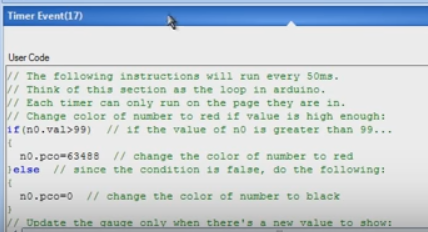 Timer Event(17)
User Code
// The following instructions will run every 50ms.
// Think of this section as the loop in arduino.
// Each timer can only run on the page they are in.
// Change color of number to red if value is high enough:
if(n0.val>99)  // if the value of n0 is greater than 99...
{
  n0.pco=63488  // change the color of number to red
}else  // since the condition is false, do the following:
{
  n0.pco=0  // change the color of number to black
}
// Update the gauge only when there's a new value to show: